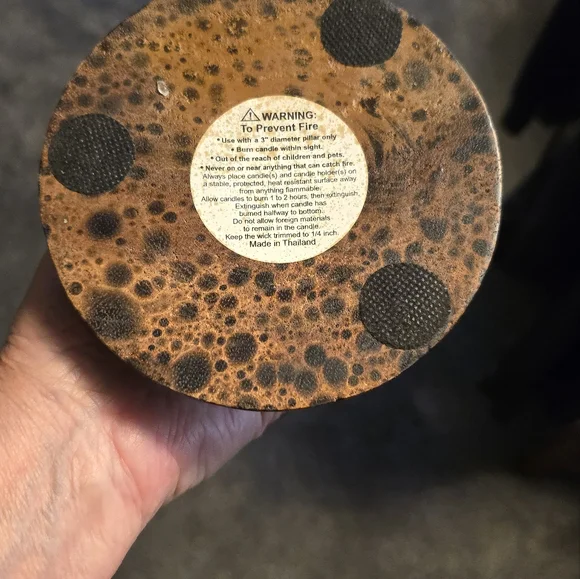 WARNING:
To Prevent Fire
• Use with a 3" diameter pillar only
• Burn candle within sight.
• Out of the reach of children and pets.
• Never on or near anything that can catch fire.
Always place candle(s) and candle holder(s) on
a stable, protected, heat resistant surface away
from anything flammable.
Allow candles to burn 1 to 2 hours, then extinguish.
Extinguish when candle has
burned halfway to bottom.
Do not allow foreign materials
to remain in the candle.
Keep the wick trimmed to 1/4 inch.
Made in Thailand